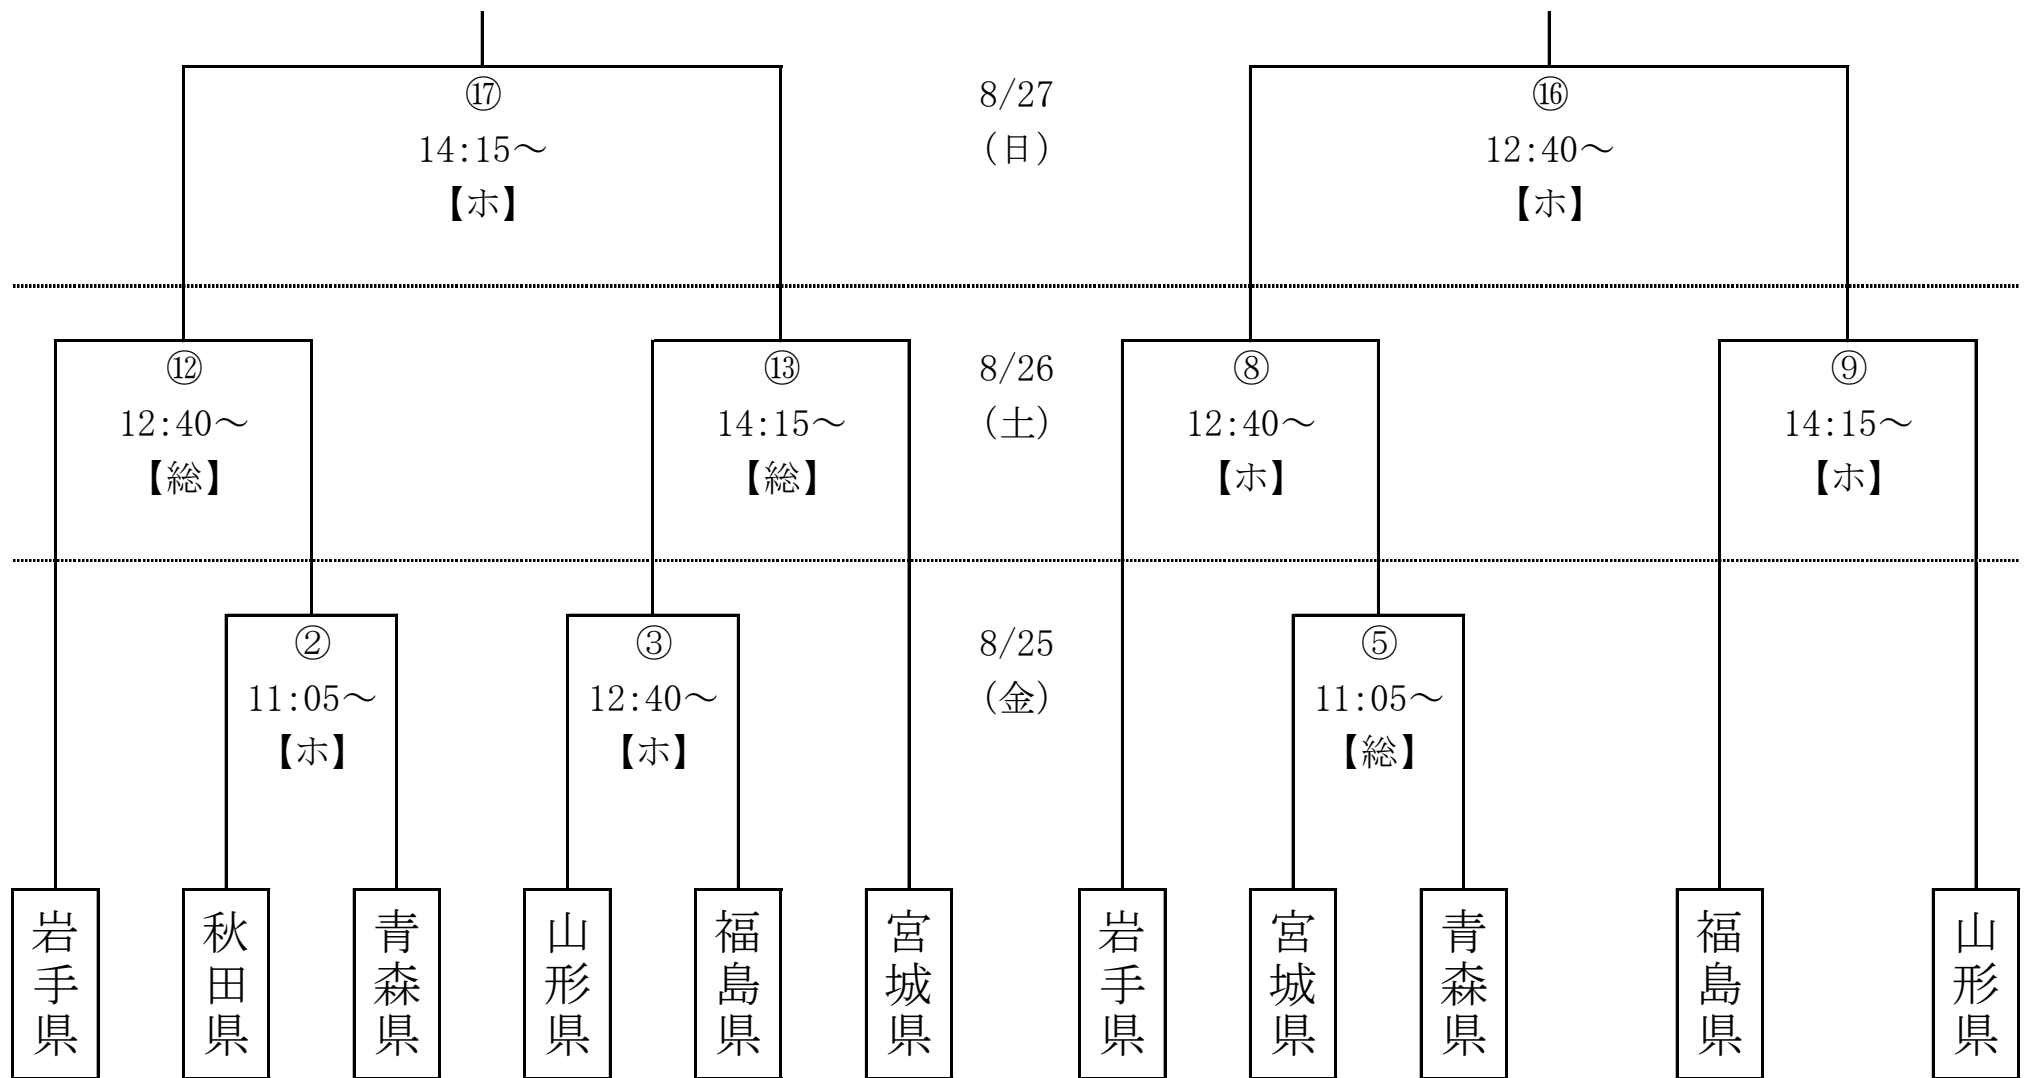 ⑰
14:15～
【ホ】
8/27
(日)
⑯
12:40～
【ホ】
⑫
12:40～
【総】
⑬
14:15～
【総】
8/26
(土)
⑧
12:40～
【ホ】
⑨
14:15～
【ホ】
②
11:05～
【ホ】
③
12:40～
【ホ】
8/25
(金)
⑤
11:05～
【総】
岩手県
秋田県
青森県
山形県
福島県
宮城県
岩手県
宮城県
青森県
福島県
山形県